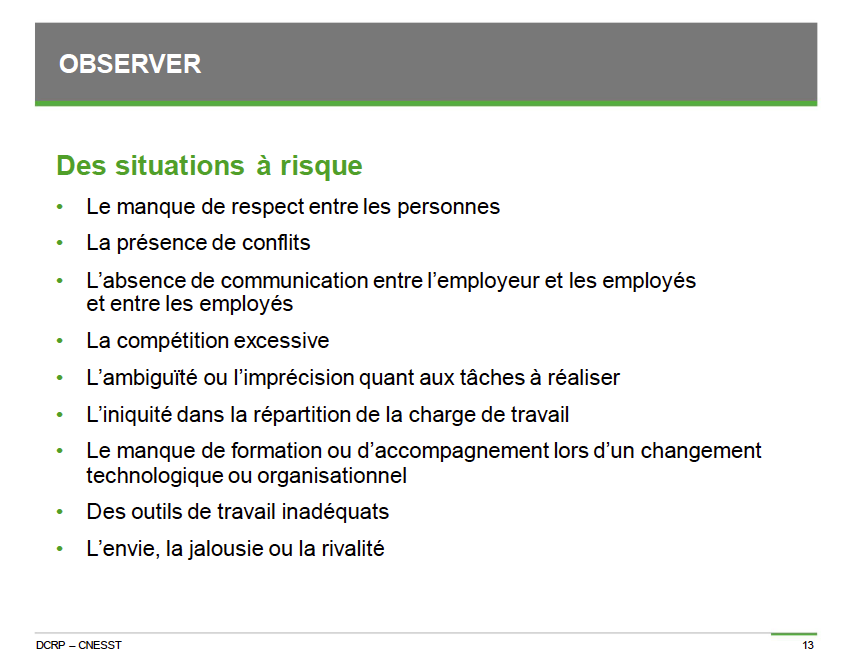 OBSERVER
Des situations à risque
• Le manque de respect entre les personnes
• La présence de conflits
• L’absence de communication entre l’employeur et les employés
et entre les employés
• La compétition excessive
• L’ambiguïté ou l’imprécision quant aux tâches à réaliser
• L’iniquité dans la répartition de la charge de travail
• Le manque de formation ou d’accompagnement lors d’un changement
technologique ou organisationnel
• Des outils de travail inadéquats
• L’envie, la jalousie ou la rivalité
DCRP – CNESST
13